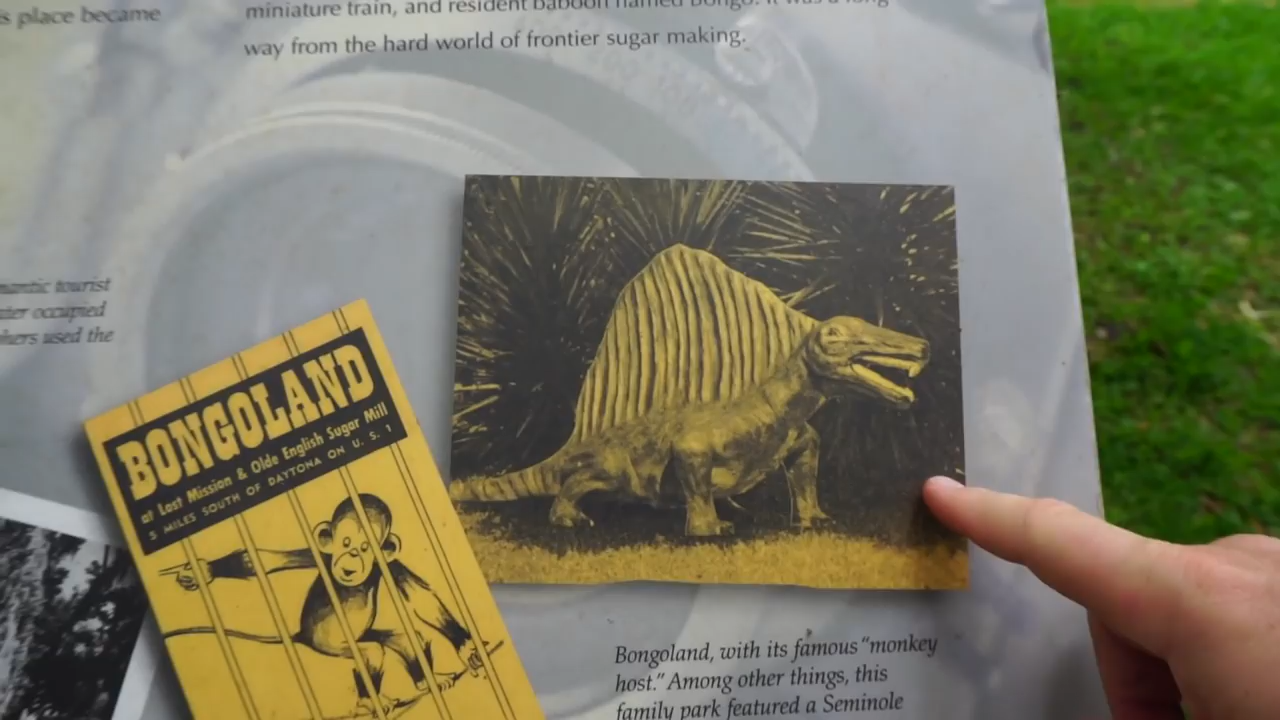 s place became
miniature train, and resident baboon named Bongo. It was a long
way from the hard world of frontier sugar making.
mantic tourist
ater occupied
hers used the
BONGOLAND
at Lost Mission & Olde English Sugar Mill
5 MILES SOUTH OF DAYTONA ON U. S. 1
Bongoland, with its famous "monkey
host." Among other things, this
family park featured a Seminole